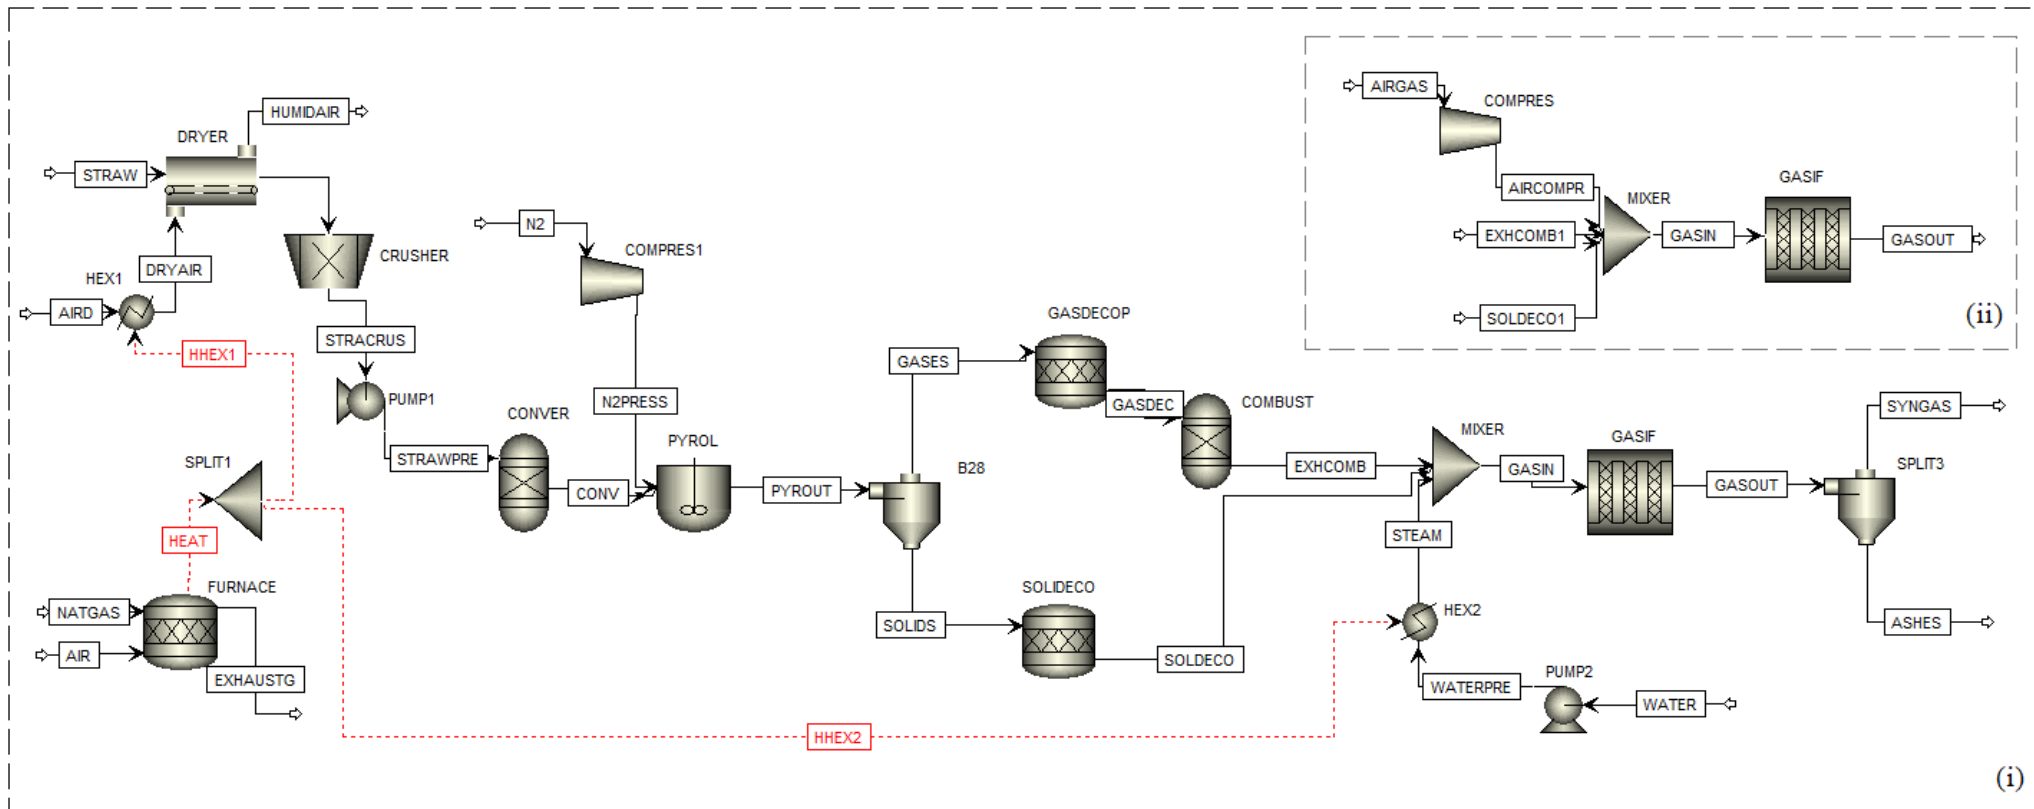 HUMIDAIR
DRYER
STRAW
CRUSHER
DRYAIR
HEX1
AIRD
STRACRUS
HHEX1
PUMP1
N2
COMPRES1
N2PRESS
CONVER
STRAWPRE
CONV
PYROL
PYROUT
B28
GASES
GASDECOP
GASDEC
COMBUST
EXHCOMB
SOLIDS
SOLIDECO
SOLDECO
SPLIT1
HEAT
FURNACE
NATGAS
AIR
EXHAUSTG
HHEX2
MIXER
GASIN
GASIF
GASOUT
SYNGAS
SPLIT3
ASHES
STEAM
HEX2
WATERPRE
PUMP2
WATER
(i)
AIRGAS
COMPRES
AIRCOMPR
MIXER
EXHCOMB1
GASIN
GASIF
GASOUT
SOLDECO1
(ii)